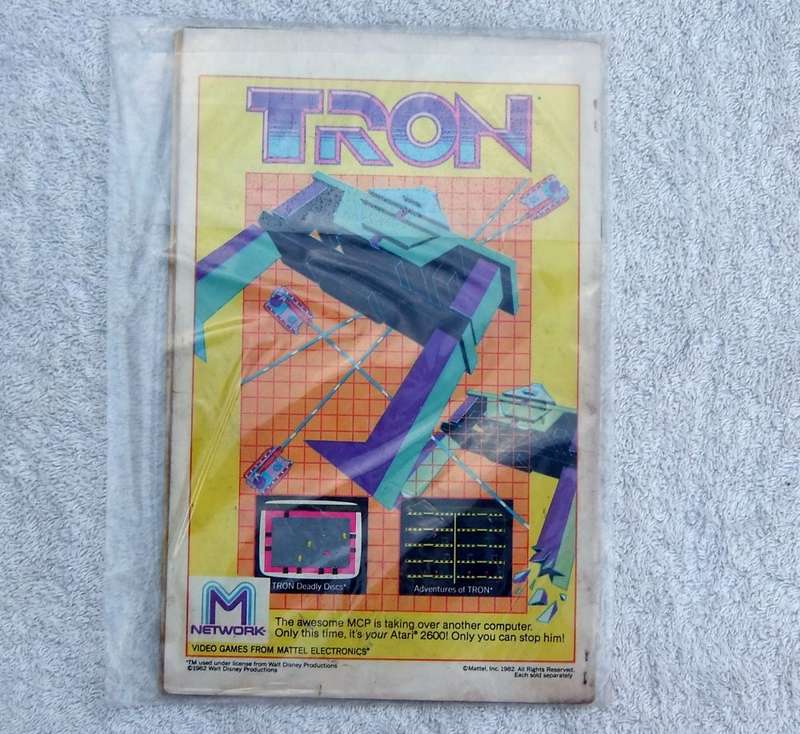 TRON
TRON Deadly Discs*
Adventures of TRON*
M
NETWORK™
The awesome MCP is taking over another computer.
Only this time, it's your Atari® 2600! Only you can stop him!
VIDEO GAMES FROM MATTEL ELECTRONICS®
*TM used under license from Walt Disney Productions
©1982 Walt Disney Productions
©Mattel, Inc. 1982. All Rights Reserved.
Each sold separately